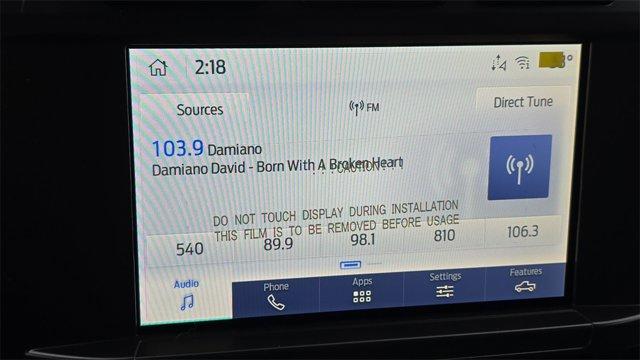 2:18
Sources
FM
Direct Tune
103.9 Damiano
Damiano David - Born With A Broken Heart
...CAUTION!!!
DO NOT TOUCH DISPLAY DURING INSTALLATION
THIS FILM IS TO BE REMOVED BEFORE USAGE
540 89.9 98.1 810 106.3
Audio Phone Apps Settings Features